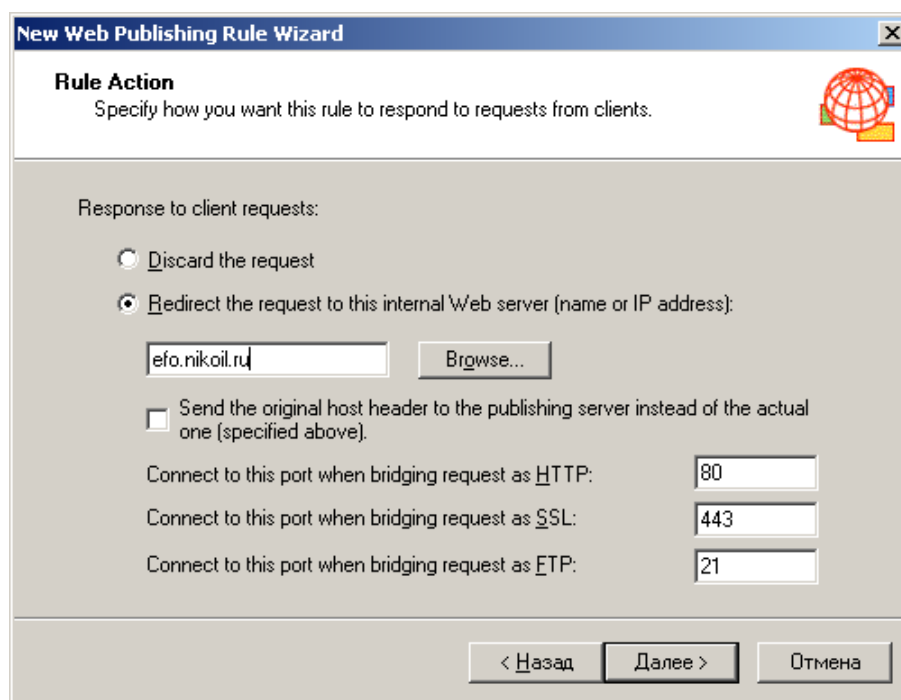 New Web Publishing Rule Wizard
Rule Action
Specify how you want this rule to respond to requests from clients.
Response to client requests:
Discard the request
Redirect the request to this internal Web server (name or IP address):
efo.nikoil.ru
Browse...
Send the original host header to the publishing server instead of the actual
one (specified above).
Connect to this port when bridging request as HTTP:
80
Connect to this port when bridging request as SSL:
443
Connect to this port when bridging request as FTP:
21
< Назад
Далее >
Отмена